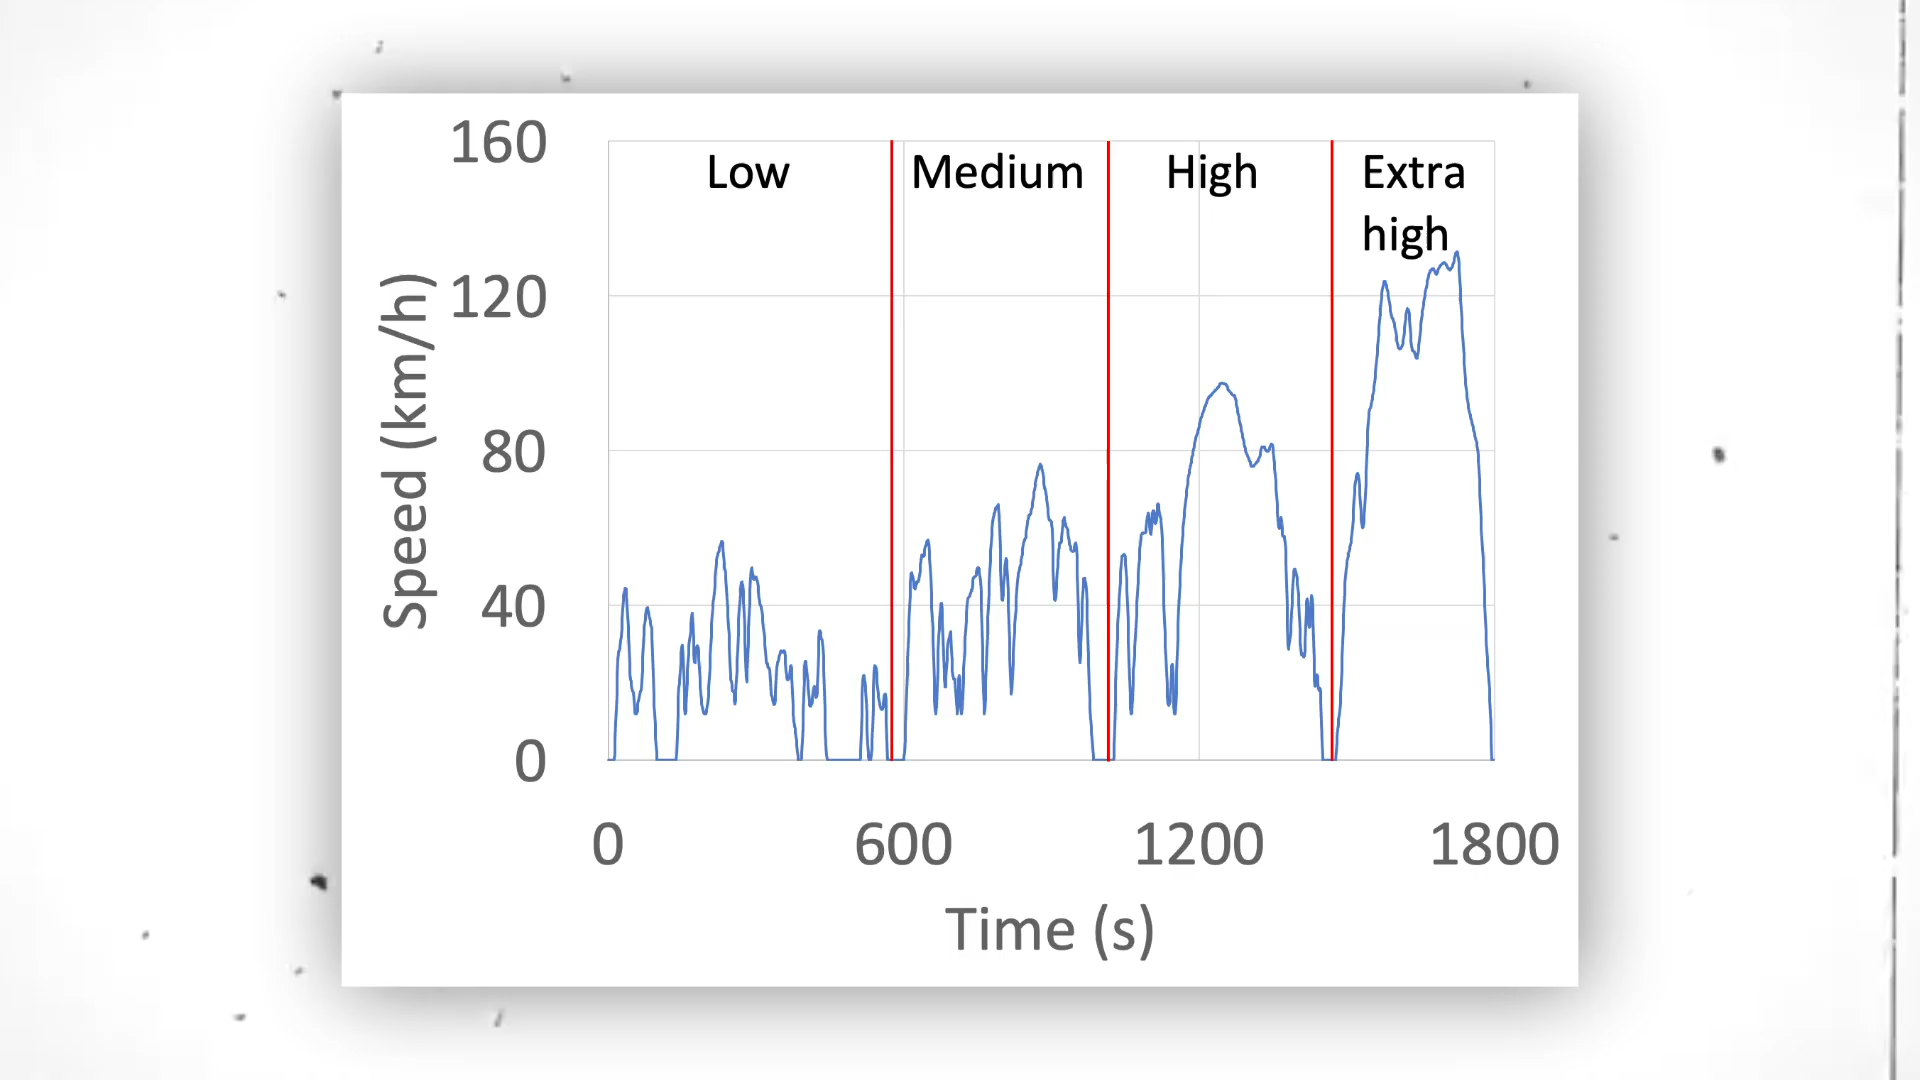 160
Low
Medium
High
Extra
high
120
80
40
0
Speed (km/h)
0
600
1200
1800
Time (s)